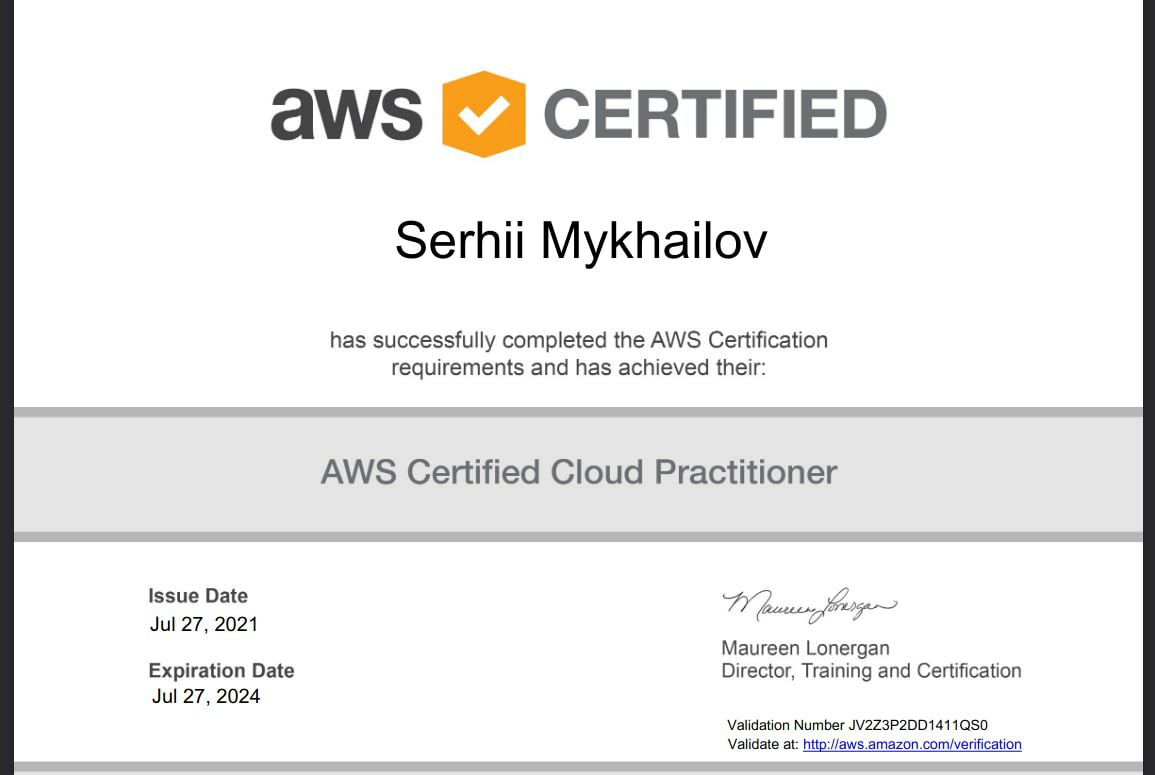 aws CERTIFIED
Serhii Mykhailov
has successfully completed the AWS Certification
requirements and has achieved their:
AWS Certified Cloud Practitioner
Issue Date
Jul 27, 2021
Expiration Date
Jul 27, 2024
Maureen Lonergan
Maureen Lonergan
Director, Training and Certification
Validation Number JV2Z3P2DD1411QS0
Validate at: http://aws.amazon.com/verification